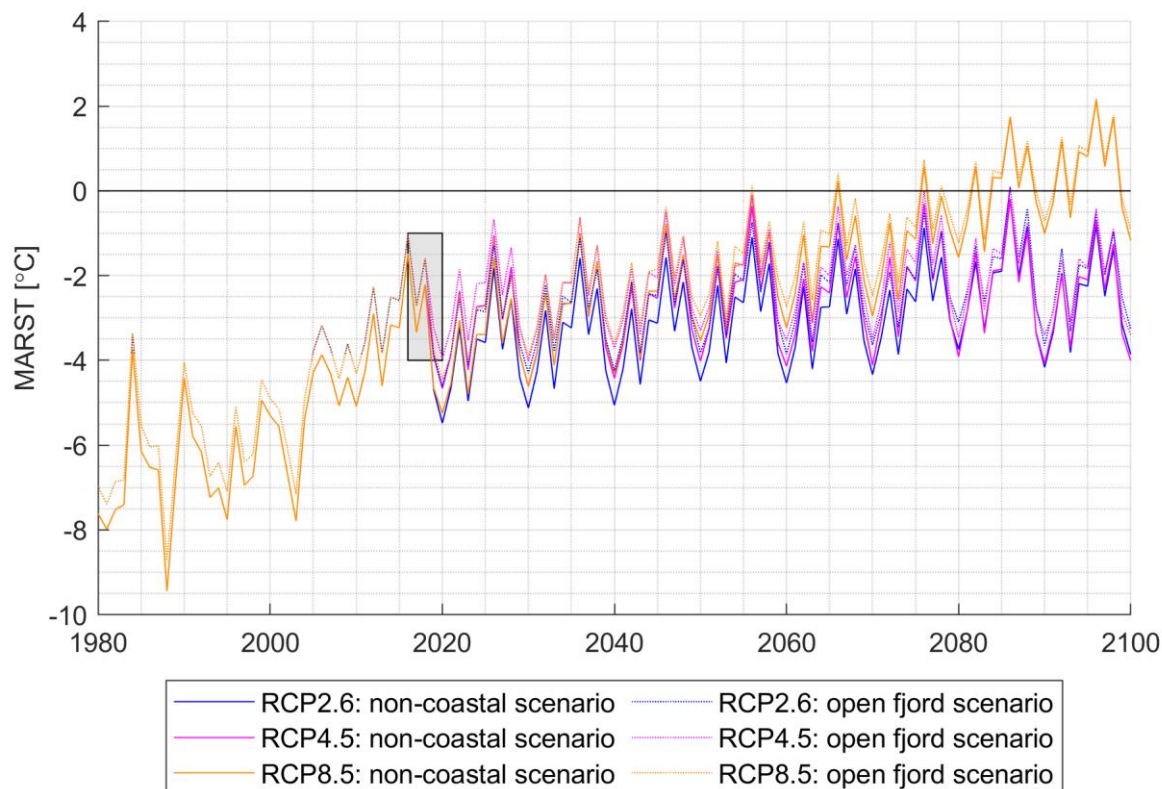 4
2
0
-2
-4
-6
-8
-10
MARST [°C]
1980 2000 2020 2040 2060 2080 2100
RCP2.6: non-coastal scenario RCP2.6: open fjord scenario
RCP4.5: non-coastal scenario RCP4.5: open fjord scenario
RCP8.5: non-coastal scenario RCP8.5: open fjord scenario